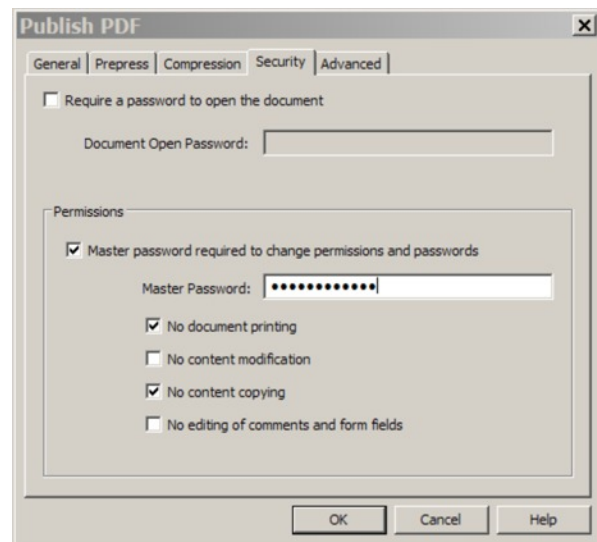 Publish PDF
General Prepress Compression Security Advanced
Require a password to open the document
Document Open Password:
Permissions
Master password required to change permissions and passwords
Master Password: ••••••••••••
No document printing
No content modification
No content copying
No editing of comments and form fields
OK Cancel Help